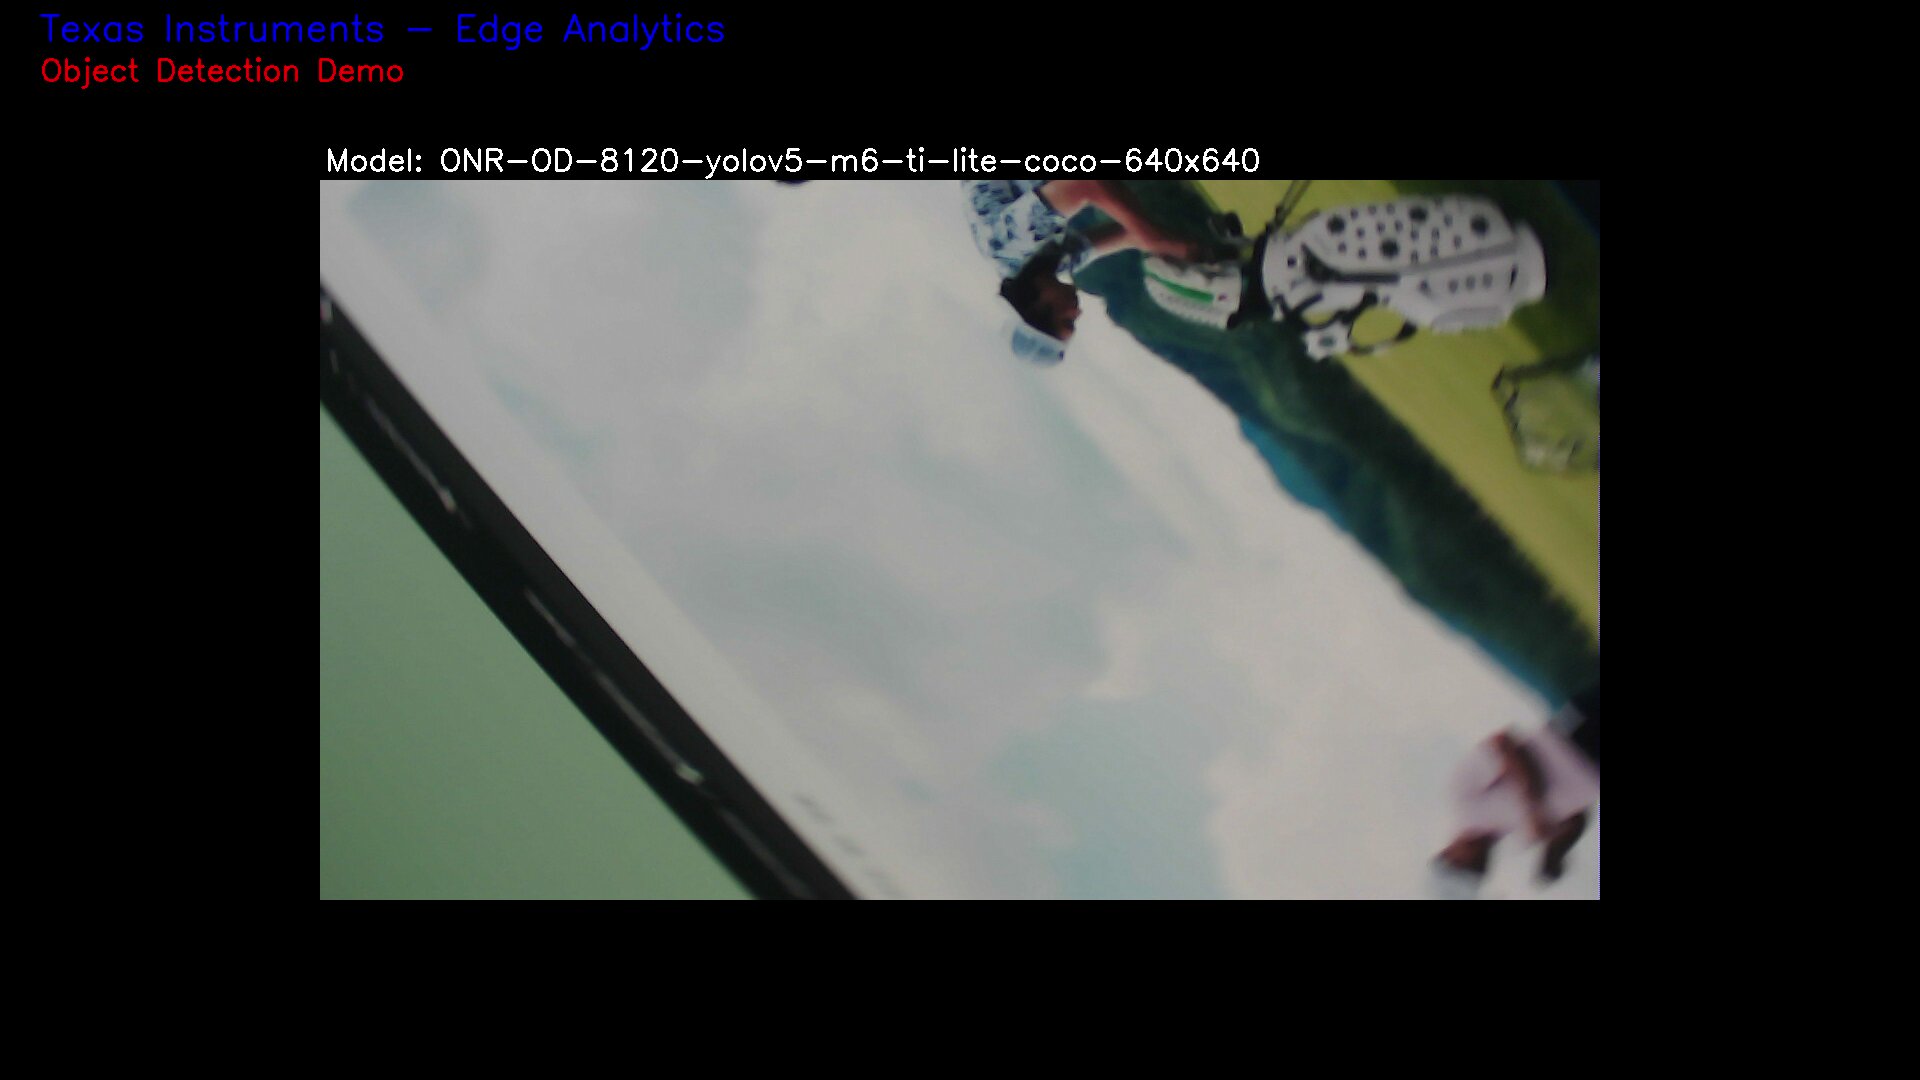 Texas Instruments - Edge Analytics
Object Detection Demo
Model: ONR-OD-8120-yolov5-m6-ti-lite-coco-640x640